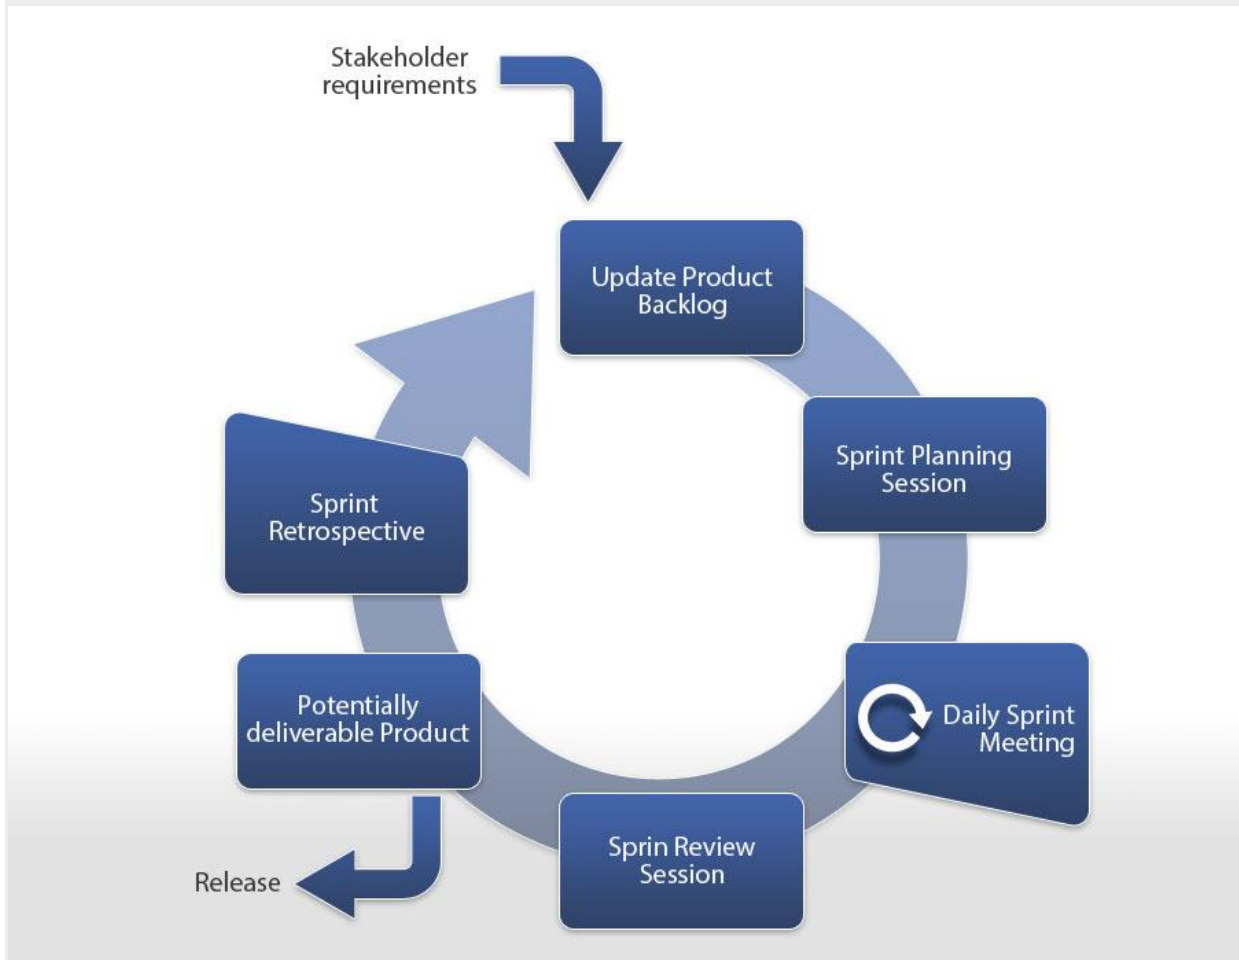 Stakeholder
requirements
Update Product
Backlog
Sprint Planning
Session
Daily Sprint
Meeting
Sprin Review
Session
Potentially
deliverable Product
Release
Sprint
Retrospective